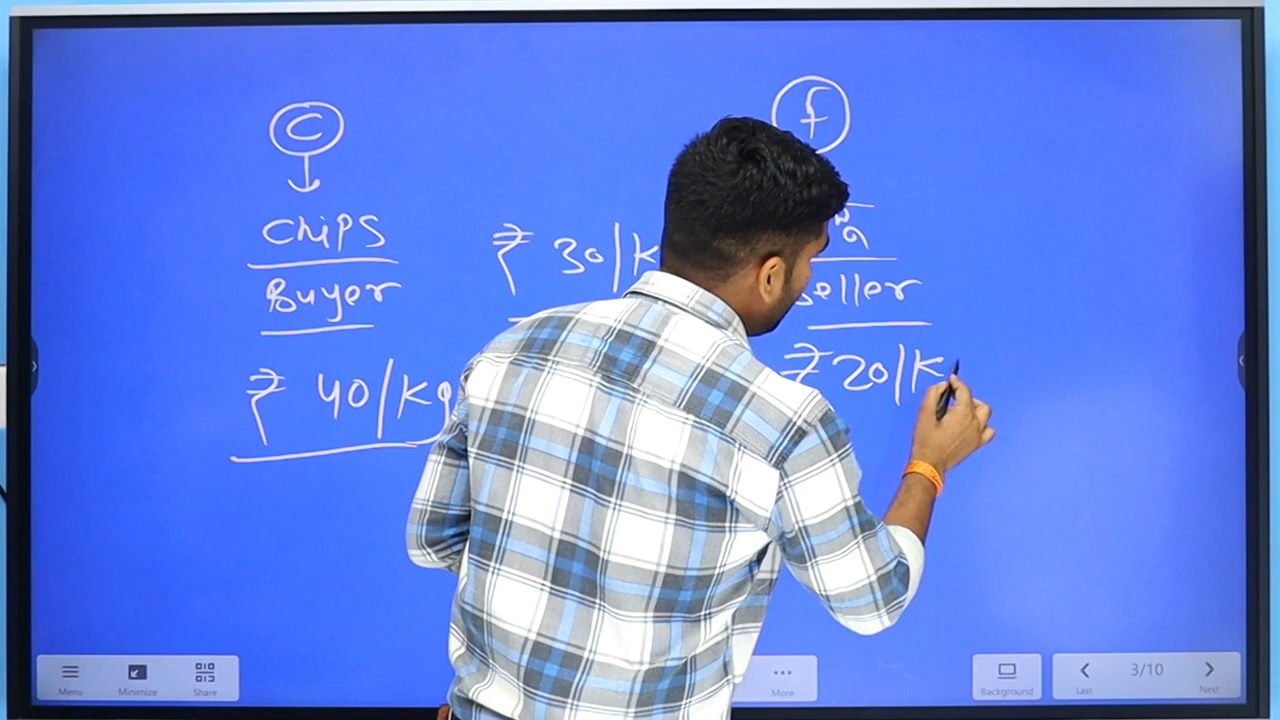 C
Chips
Buyer
₹ 40/Kg
₹ 30/K
f
seller
₹ 20/K
Menu
Minimize
Share
More
Background
Last
3/10
Next